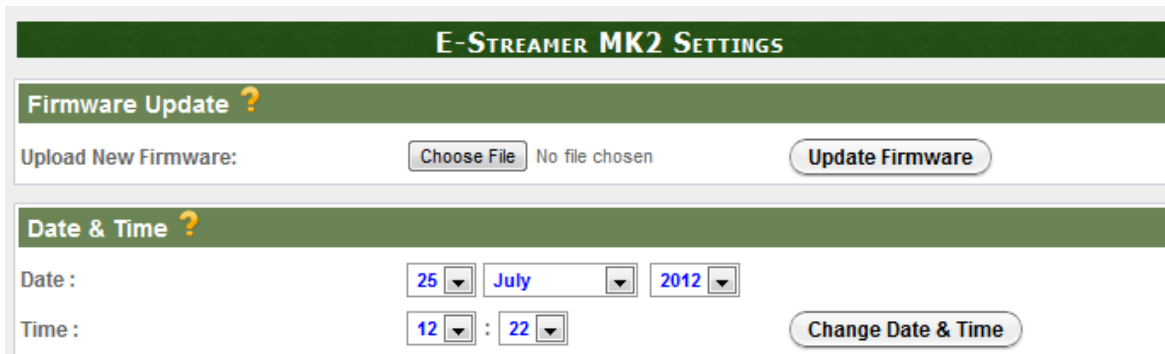 E-Streamer MK2 Settings
Firmware Update ?
Upload New Firmware: Choose File No file chosen Update Firmware
Date & Time ?
Date : 25 July 2012
Time : 12 : 22 Change Date & Time